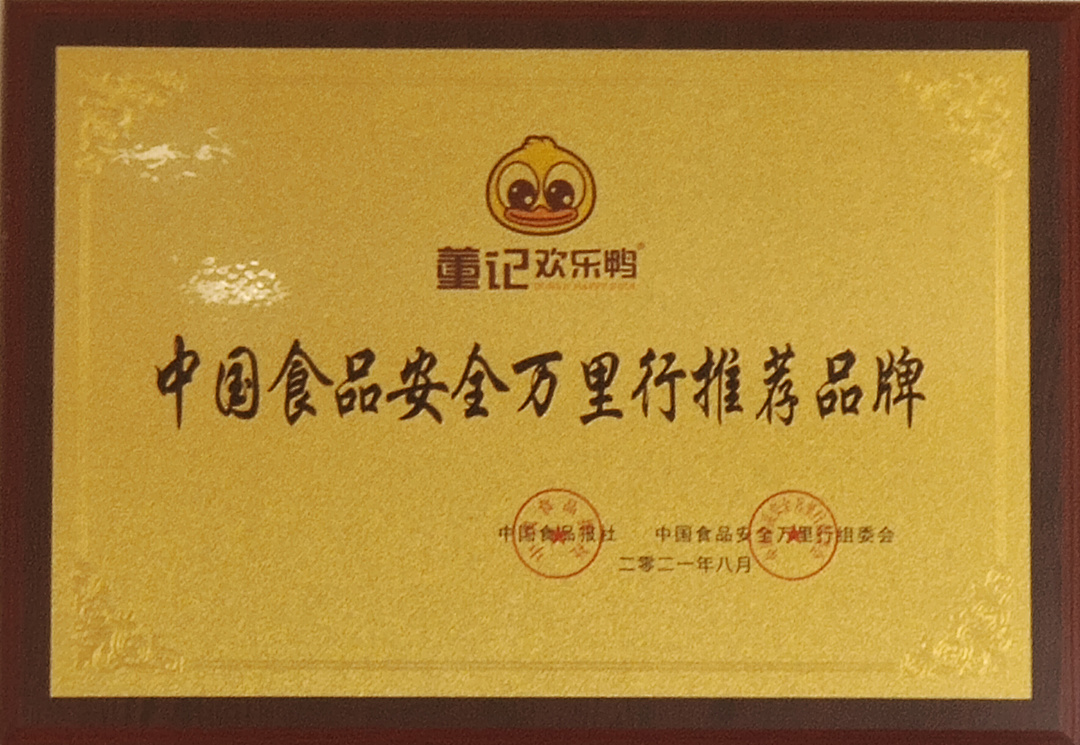 董记欢乐鸭®
中国食品安全万里行推荐品牌
中国食品报社 中国食品安全万里行组委会
二零二一年八月